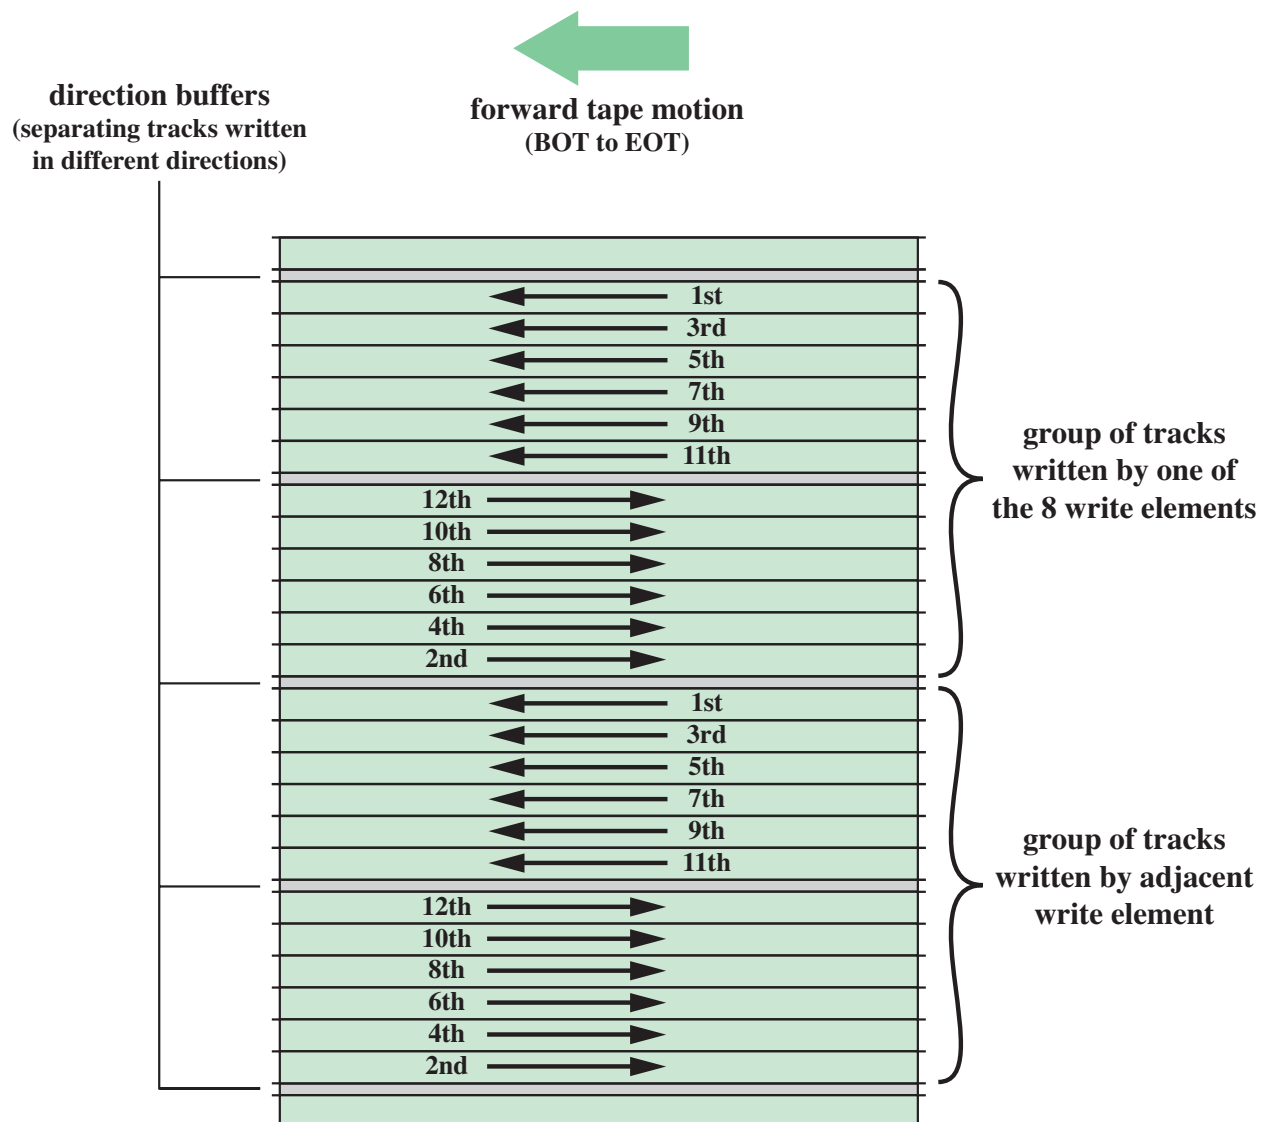 direction buffers
(separating tracks written
in different directions)
forward tape motion
(BOT to EOT)
1st
3rd
5th
7th
9th
11th
12th
10th
8th
6th
4th
2nd
group of tracks
written by one of
the 8 write elements
1st
3rd
5th
7th
9th
11th
12th
10th
8th
6th
4th
2nd
group of tracks
written by adjacent
write element